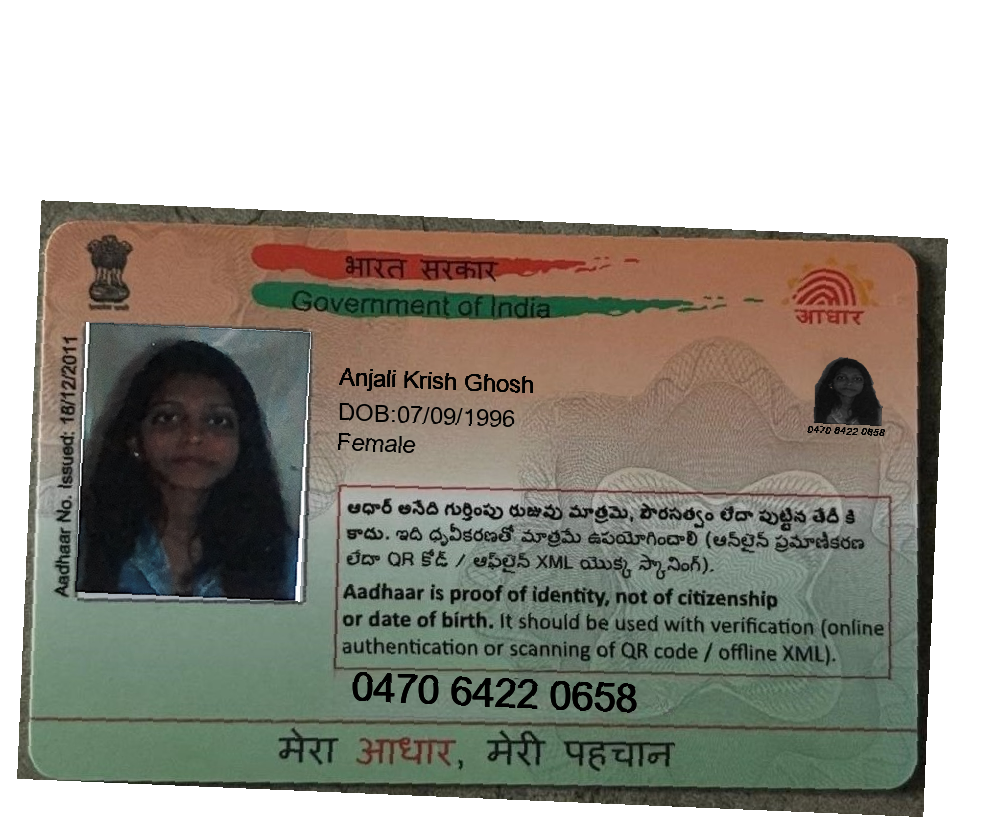 भारत सरकार
Government of India
आधार
Aadhaar No. Issued: 18/12/2011
Anjali Krish Ghosh
DOB:07/09/1996
Female
0470 6422 0658
ఆధార్ అనేది గుర్తింపు రుజువు మాత్రమే, పౌరసత్వం లేదా పుట్టిన తేదీ కి
కాదు. ఇది ధృవీకరణతో మాత్రమే ఉపయోగించాలి (ఆన్‌లైన్ ప్రమాణీకరణ
లేదా QR కోడ్ / ఆఫ్‌లైన్ XML యొక్క స్కానింగ్).
Aadhaar is proof of identity, not of citizenship
or date of birth. It should be used with verification (online
authentication or scanning of QR code / offline XML).
0470 6422 0658
मेरा आधार, मेरी पहचान